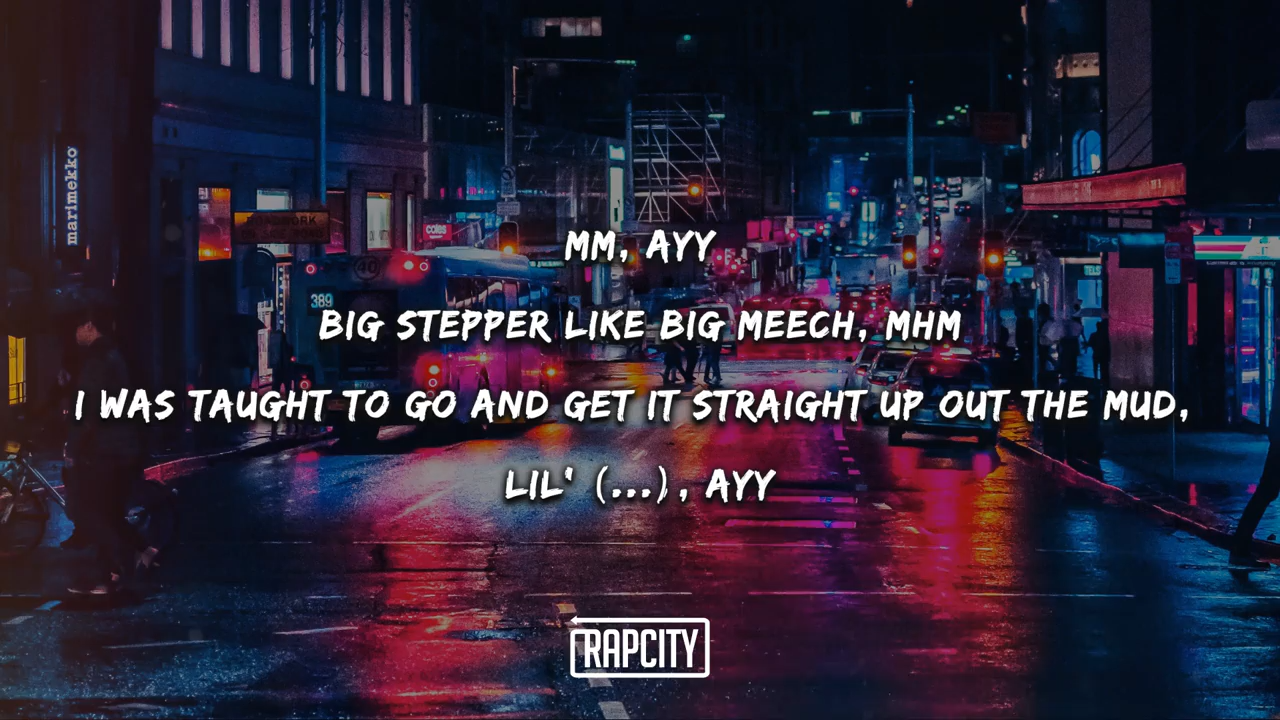 marimekko
coles
40
389
MM, AYY
BIG STEPPER LIKE BIG MEECH, MHM
I WAS TAUGHT TO GO AND GET IT STRAIGHT UP OUT THE MUD,
LIL' (...), AYY
RAPCITY